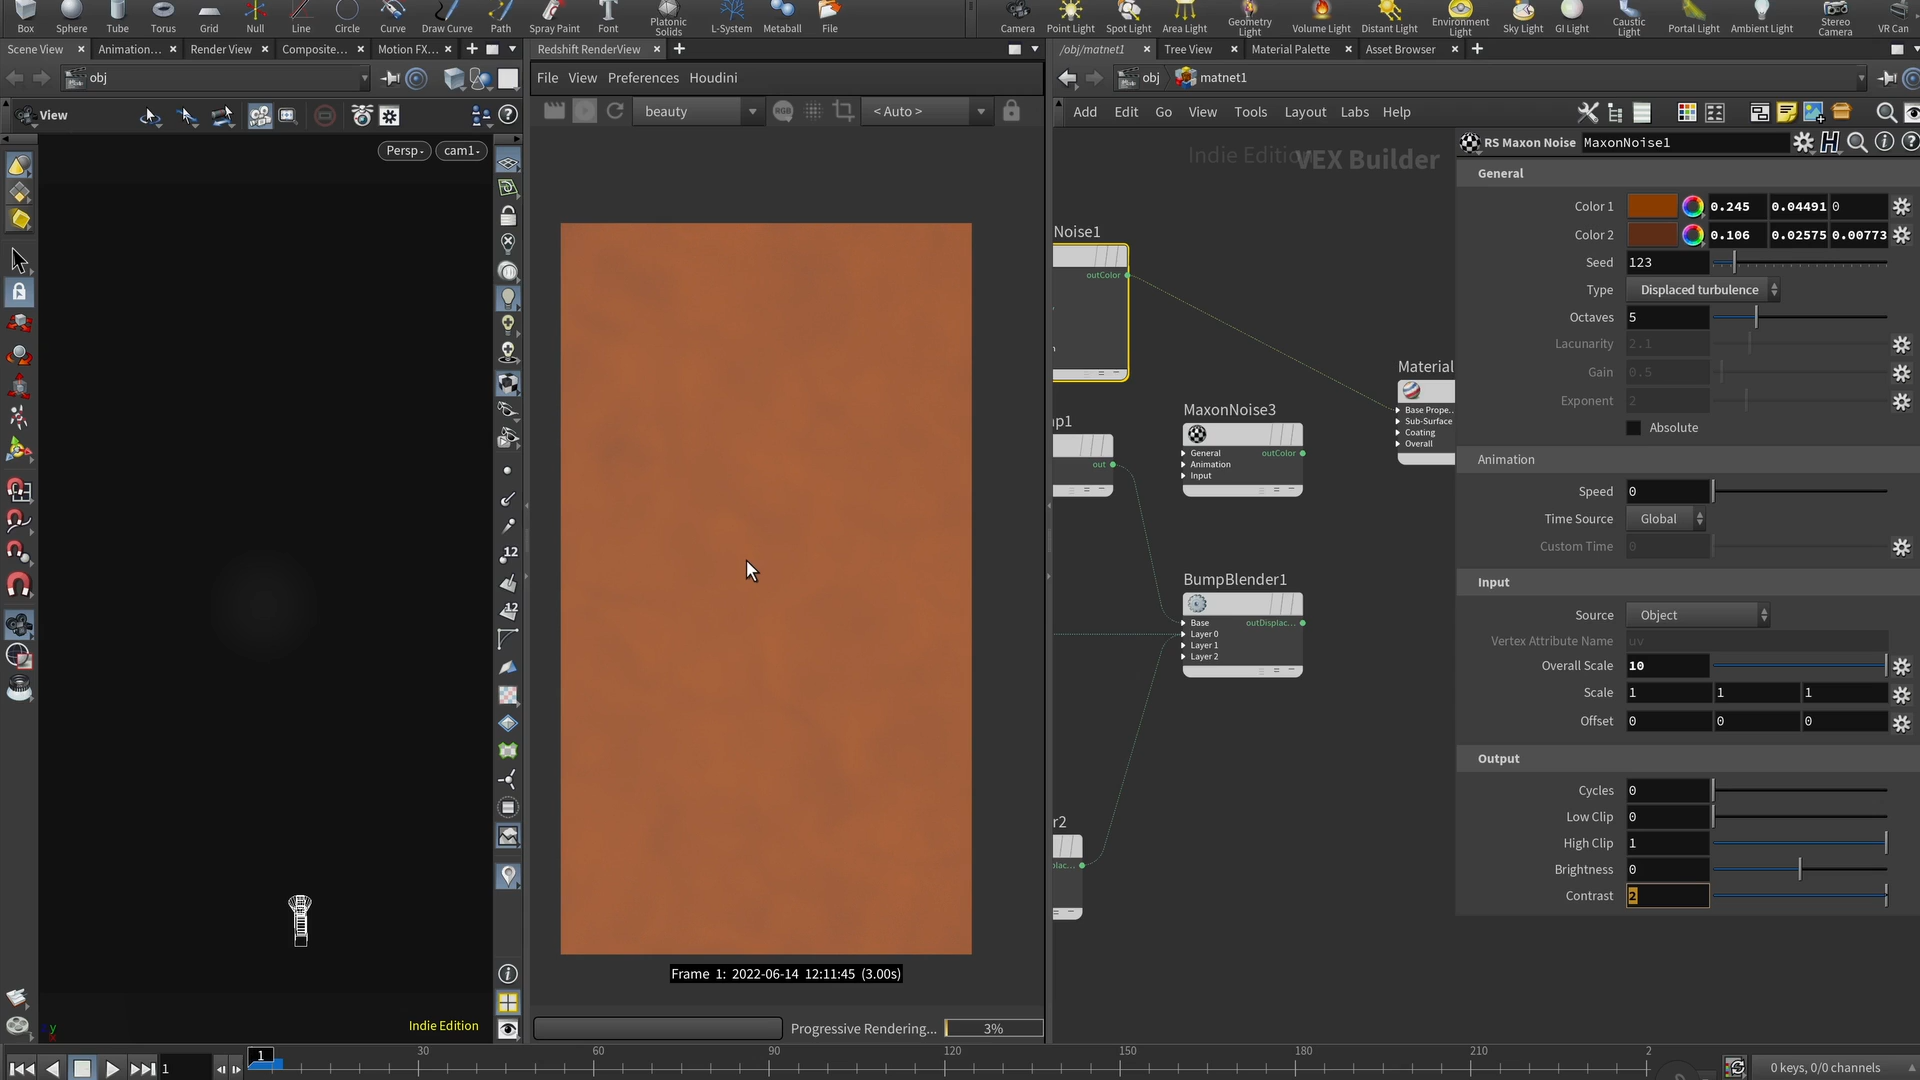 Box Sphere Tube Torus Grid Null Line Circle Curve Draw Curve Path Spray Paint Font Platonic Solids L-System Metaball File
Camera Point Light Spot Light Area Light Geometry Light Volume Light Distant Light Environment Light Sky Light GI Light Caustic Light Portal Light Ambient Light Stereo Camera VR Can
Scene View Animation... Render View Composite... Motion FX...
Redshift RenderView
/obj/matnet1 Tree View Material Palette Asset Browser
obj
File View Preferences Houdini
obj matnet1
View
beauty < Auto >
Add Edit Go View Tools Layout Labs Help
Persp cam1
Indie Edition
VEX Builder
RS Maxon Noise MaxonNoise1
General
Color 1 0.245 0.04491 0
Color 2 0.106 0.02575 0.00773
Seed 123
Type Displaced turbulence
Octaves 5
Lacunarity 2.1
Gain 0.5
Exponent 2
Absolute
Animation
Speed 0
Time Source Global
Custom Time 0
Input
Source Object
Vertex Attribute Name uv
Overall Scale 10
Scale 1 1 1
Offset 0 0 0
Output
Cycles 0
Low Clip 0
High Clip 1
Brightness 0
Contrast 2
Noise1
outColor
Material
Base Prope..
Sub-Surface
Coating
Overall
MaxonNoise3
General outColor
Animation
Input
p1
out
BumpBlender1
Base outDisplac...
Layer 0
Layer 1
Layer 2
r2
lac...
12
12
Frame 1: 2022-06-14 12:11:45 (3.00s)
Indie Edition
y
Progressive Rendering... 3%
1
1 30 60 90 120 150 180 210 2
0 keys, 0/0 channels